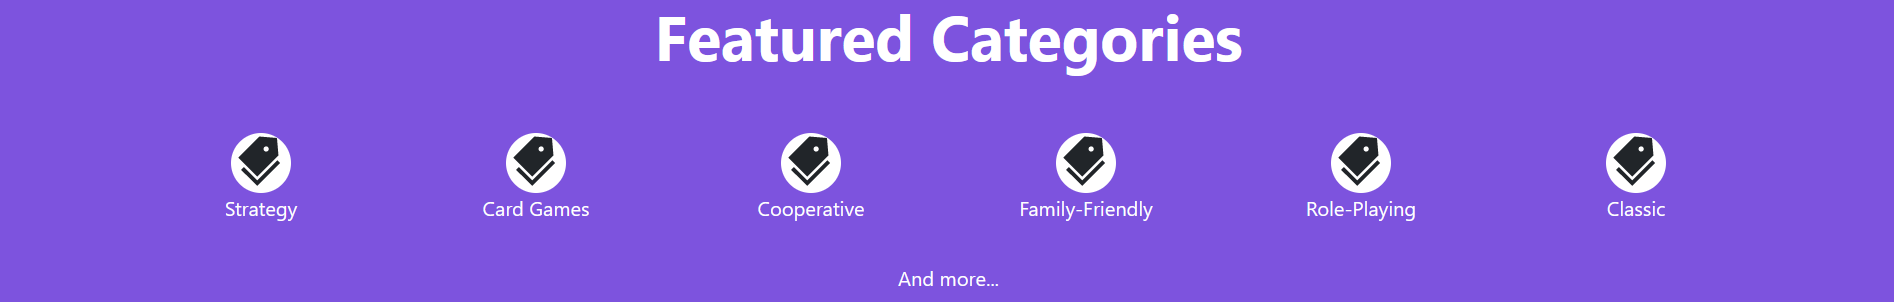 Featured Categories
Strategy
Card Games
Cooperative
Family-Friendly
Role-Playing
Classic
And more...